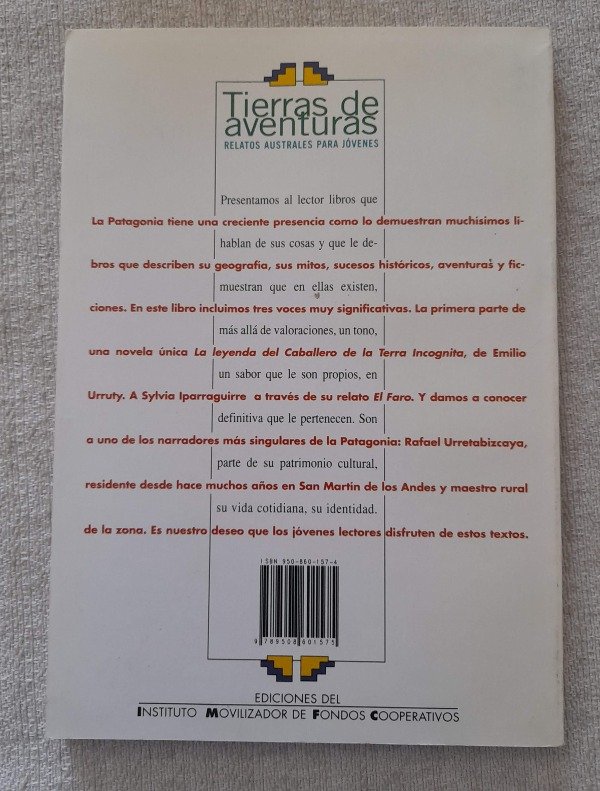 Tierras de
aventuras
RELATOS AUSTRALES PARA JÓVENES
Presentamos al lector libros que
La Patagonia tiene una creciente presencia como lo demuestran muchísimos li-
hablan de sus cosas y que le de-
bros que describen su geografía, sus mitos, sucesos históricos, aventuras y fic-
muestran que en ellas existen,
ciones. En este libro incluimos tres voces muy significativas. La primera parte de
más allá de valoraciones, un tono,
una novela única La leyenda del Caballero de la Terra Incognita, de Emilio
un sabor que le son propios, en
Urruty. A Sylvia Iparraguirre a través de su relato El Faro. Y damos a conocer
definitiva que le pertenecen. Son
a uno de los narradores más singulares de la Patagonia: Rafael Urretabizcaya,
parte de su patrimonio cultural,
residente desde hace muchos años en San Martín de los Andes y maestro rural
su vida cotidiana, su identidad.
de la zona. Es nuestro deseo que los jóvenes lectores disfruten de estos textos.
ISBN 950-860-157-4
9 789508 601575
EDICIONES DEL
INSTITUTO MOVILIZADOR DE FONDOS COOPERATIVOS